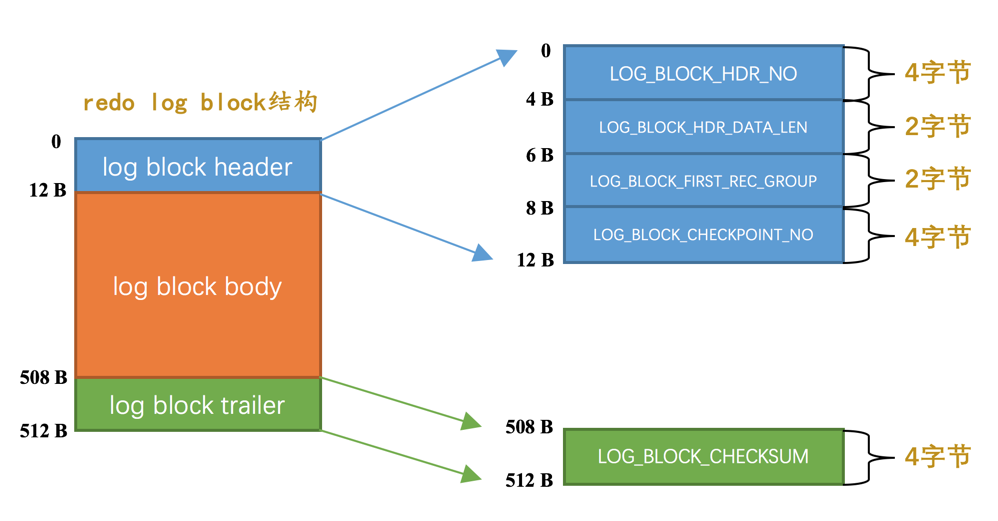 redo log block结构
0
log block header
12 B
log block body
508 B
log block trailer
512 B
0
LOG_BLOCK_HDR_NO
4字节
4 B
LOG_BLOCK_HDR_DATA_LEN
2字节
6 B
LOG_BLOCK_FIRST_REC_GROUP
2字节
8 B
LOG_BLOCK_CHECKPOINT_NO
4字节
12 B
508 B
LOG_BLOCK_CHECKSUM
4字节
512 B